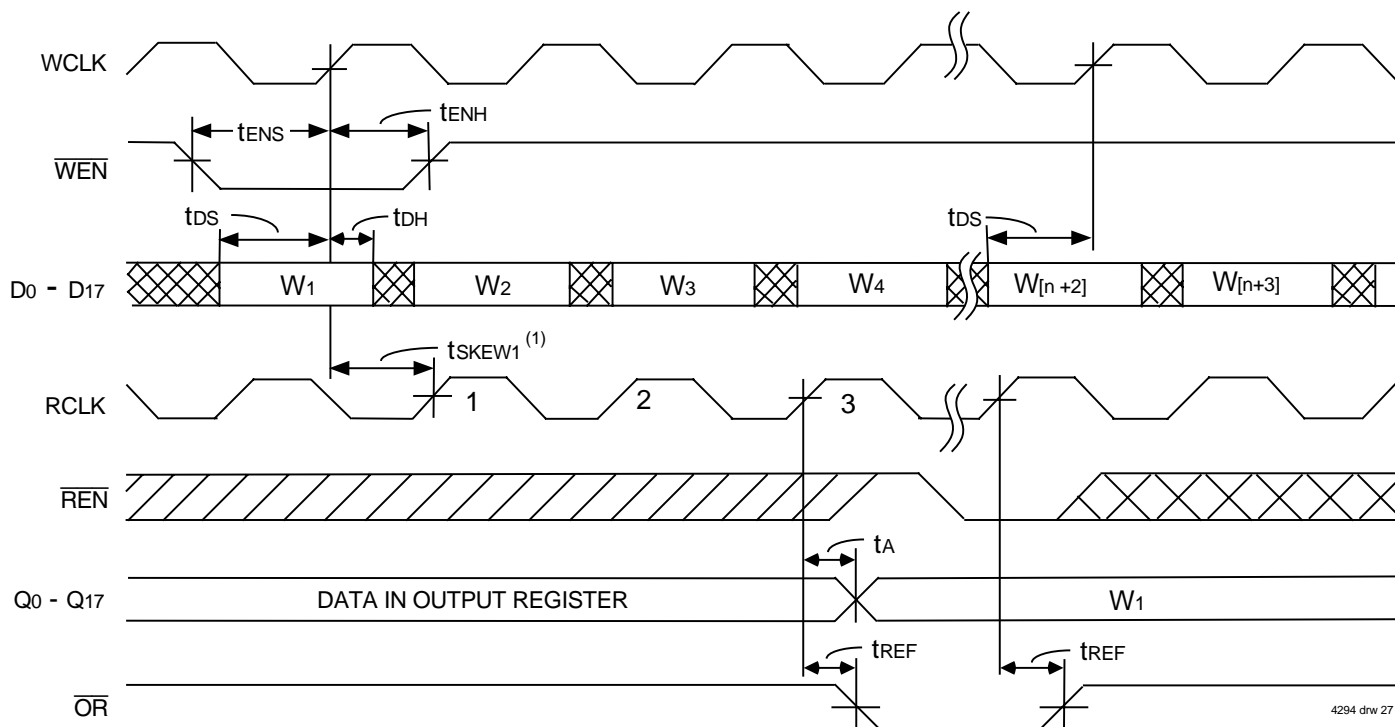 WCLK
tENS
tENH
WEN
tDS
tDH
tDS
D0 - D17
W1
W2
W3
W4
W[n +2]
W[n+3]
tSKEW1 (1)
RCLK
1
2
3
REN
tA
Q0 - Q17
DATA IN OUTPUT REGISTER
W1
tREF
tREF
OR
4294 drw 27